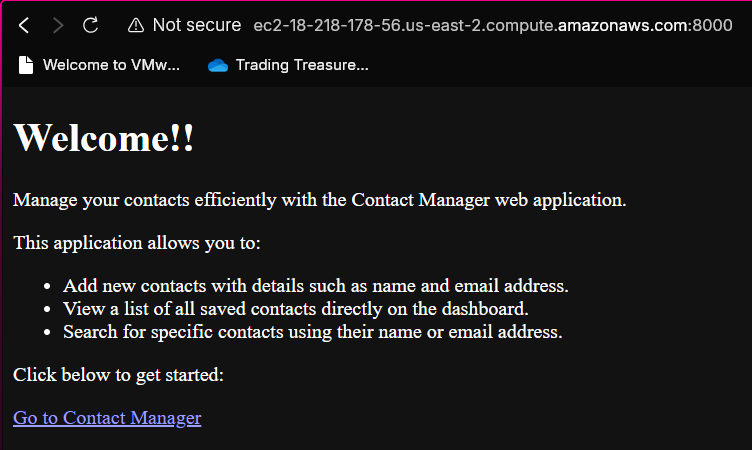 Not secure ec2-18-218-178-56.us-east-2.compute.amazonaws.com:8000
Welcome to VMw... Trading Treasure...
Welcome!!
Manage your contacts efficiently with the Contact Manager web application.
This application allows you to:
• Add new contacts with details such as name and email address.
• View a list of all saved contacts directly on the dashboard.
• Search for specific contacts using their name or email address.
Click below to get started:
Go to Contact Manager